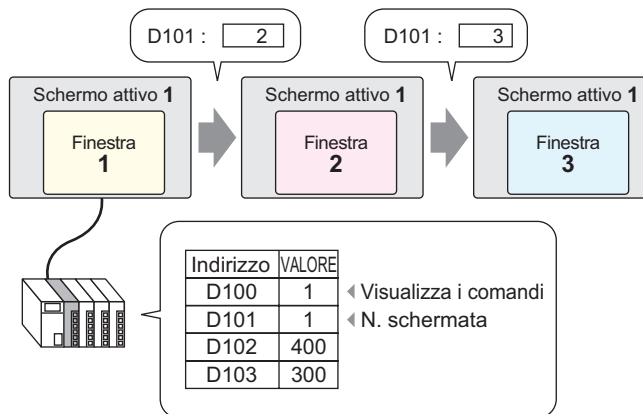 D101 : 2
D101 : 3
Schermo attivo 1
Finestra
1
Schermo attivo 1
Finestra
2
Schermo attivo 1
Finestra
3
Indirizzo VALORE
D100 1 Visualizza i comandi
D101 1 N. schermata
D102 400
D103 300